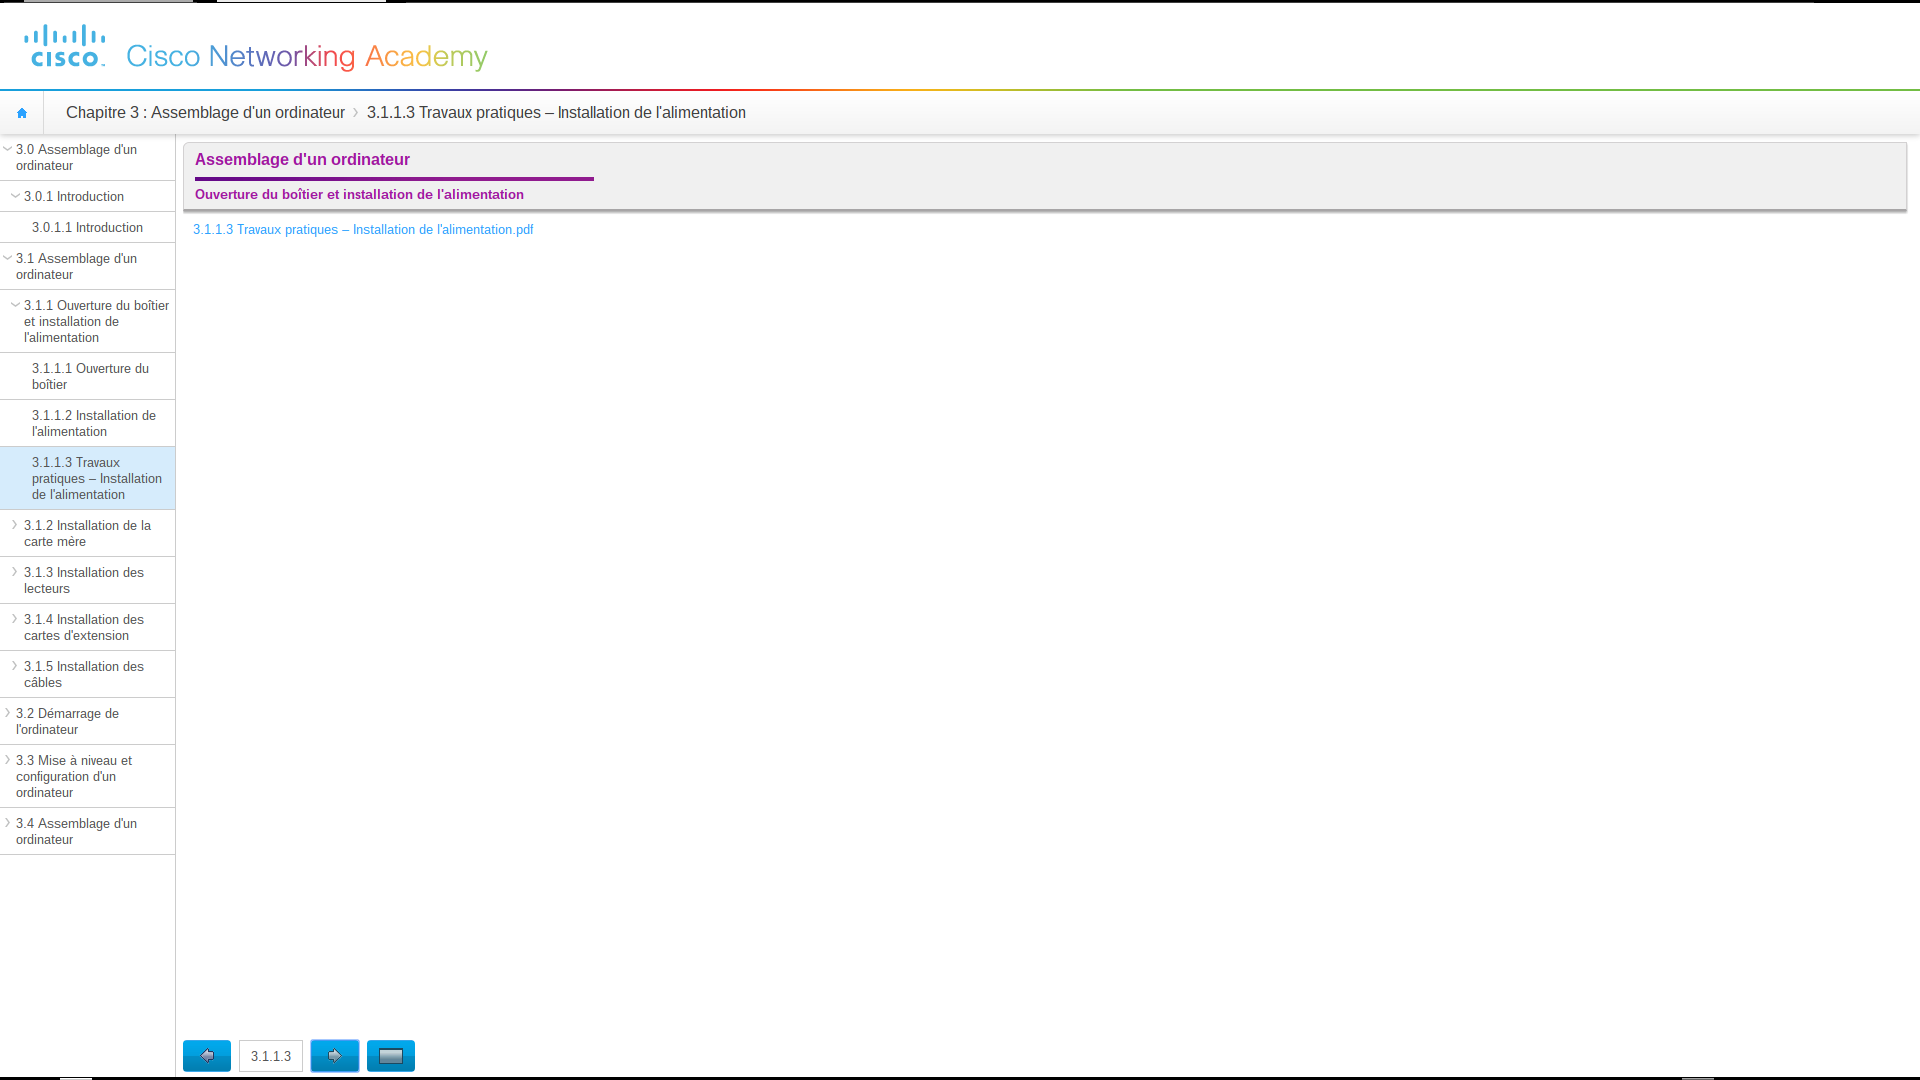 cisco
Cisco Networking Academy
Chapitre 3 : Assemblage d'un ordinateur › 3.1.1.3 Travaux pratiques – Installation de l'alimentation
3.0 Assemblage d'un
ordinateur
3.0.1 Introduction
3.0.1.1 Introduction
3.1 Assemblage d'un
ordinateur
3.1.1 Ouverture du boîtier
et installation de
l'alimentation
3.1.1.1 Ouverture du
boîtier
3.1.1.2 Installation de
l'alimentation
3.1.1.3 Travaux
pratiques – Installation
de l'alimentation
3.1.2 Installation de la
carte mère
3.1.3 Installation des
lecteurs
3.1.4 Installation des
cartes d'extension
3.1.5 Installation des
câbles
3.2 Démarrage de
l'ordinateur
3.3 Mise à niveau et
configuration d'un
ordinateur
3.4 Assemblage d'un
ordinateur
Assemblage d'un ordinateur
Ouverture du boîtier et installation de l'alimentation
3.1.1.3 Travaux pratiques – Installation de l'alimentation.pdf
3.1.1.3